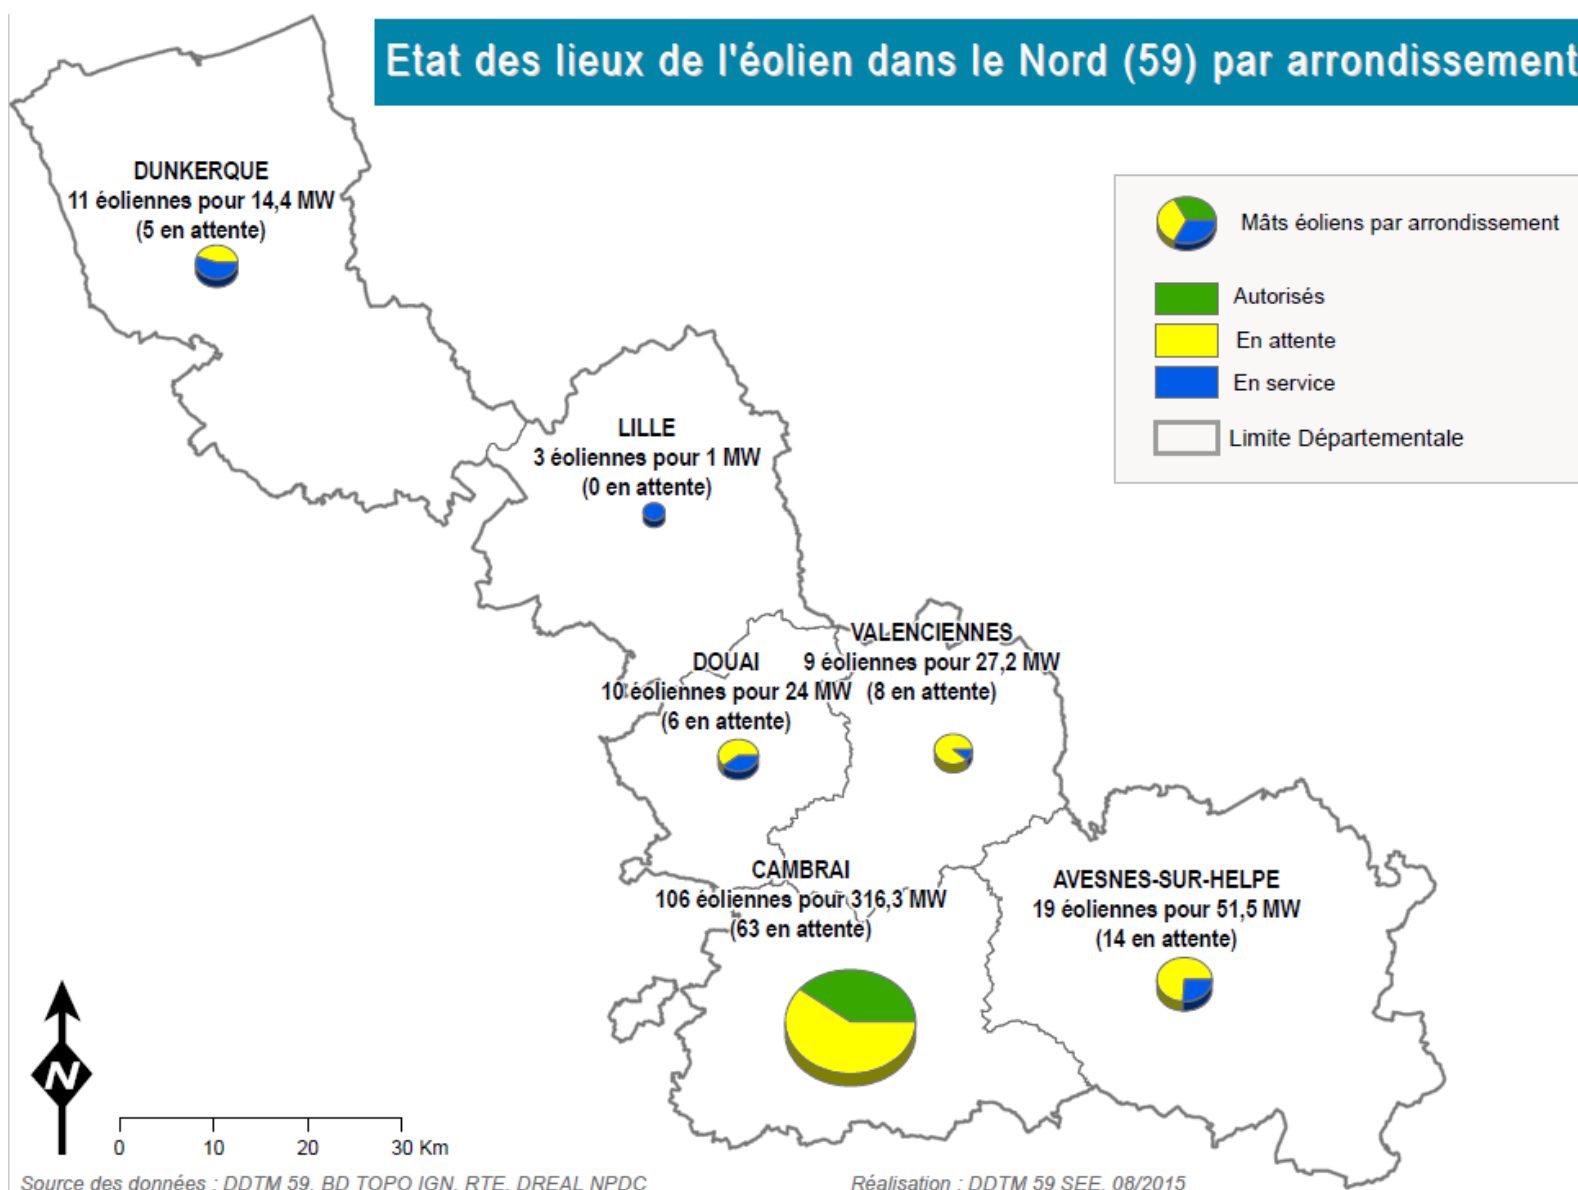 Etat des lieux de l'éolien dans le Nord (59) par arrondissement
DUNKERQUE
11 éoliennes pour 14,4 MW
(5 en attente)
Mâts éoliens par arrondissement
Autorisés
En attente
En service
Limite Départementale
LILLE
3 éoliennes pour 1 MW
(0 en attente)
VALENCIENNES
9 éoliennes pour 27,2 MW
(8 en attente)
DOUAI
10 éoliennes pour 24 MW
(6 en attente)
CAMBRAI
106 éoliennes pour 316,3 MW
(63 en attente)
AVESNES-SUR-HELPE
19 éoliennes pour 51,5 MW
(14 en attente)
N
0 10 20 30 Km
Source des données : DDTM 59, BD TOPO IGN, RTE, DREAL NPDC
Réalisation : DDTM 59 SEE, 08/2015